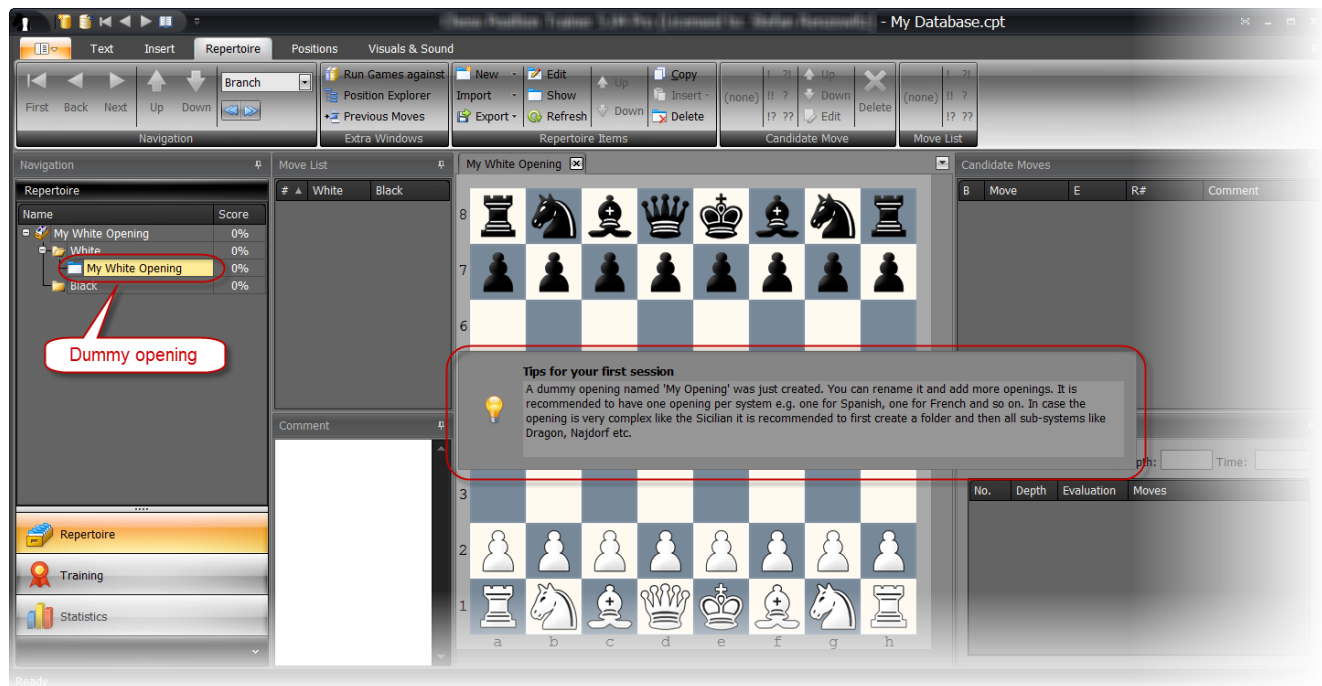 - My Database.cpt
Text Insert Repertoire Positions Visuals & Sound
First Back Next Up Down
Branch
Navigation
Run Games against
Position Explorer
Previous Moves
Extra Windows
New Edit Up Copy
Import Show Insert
Export Refresh Down Delete
Repertoire Items
(none) ! ?! Up
!! ? Down Delete
!? ?? Edit
Candidate Move
(none) ! ?!
!! ?
!? ??
Move List
Navigation
Repertoire
Name Score
My White Opening 0%
White 0%
My White Opening 0%
Black 0%
Dummy opening
Repertoire
Training
Statistics
Move List
# White Black
Comment
My White Opening
8
7
6
Tips for your first session
A dummy opening named 'My Opening' was just created. You can rename it and add more openings. It is
recommended to have one opening per system e.g. one for Spanish, one for French and so on. In case the
opening is very complex like the Sicilian it is recommended to first create a folder and then all sub-systems like
Dragon, Najdorf etc.
3
2
1
a b c d e f g h
Candidate Moves
B Move E R# Comment
Time:
No. Depth Evaluation Moves
Ready